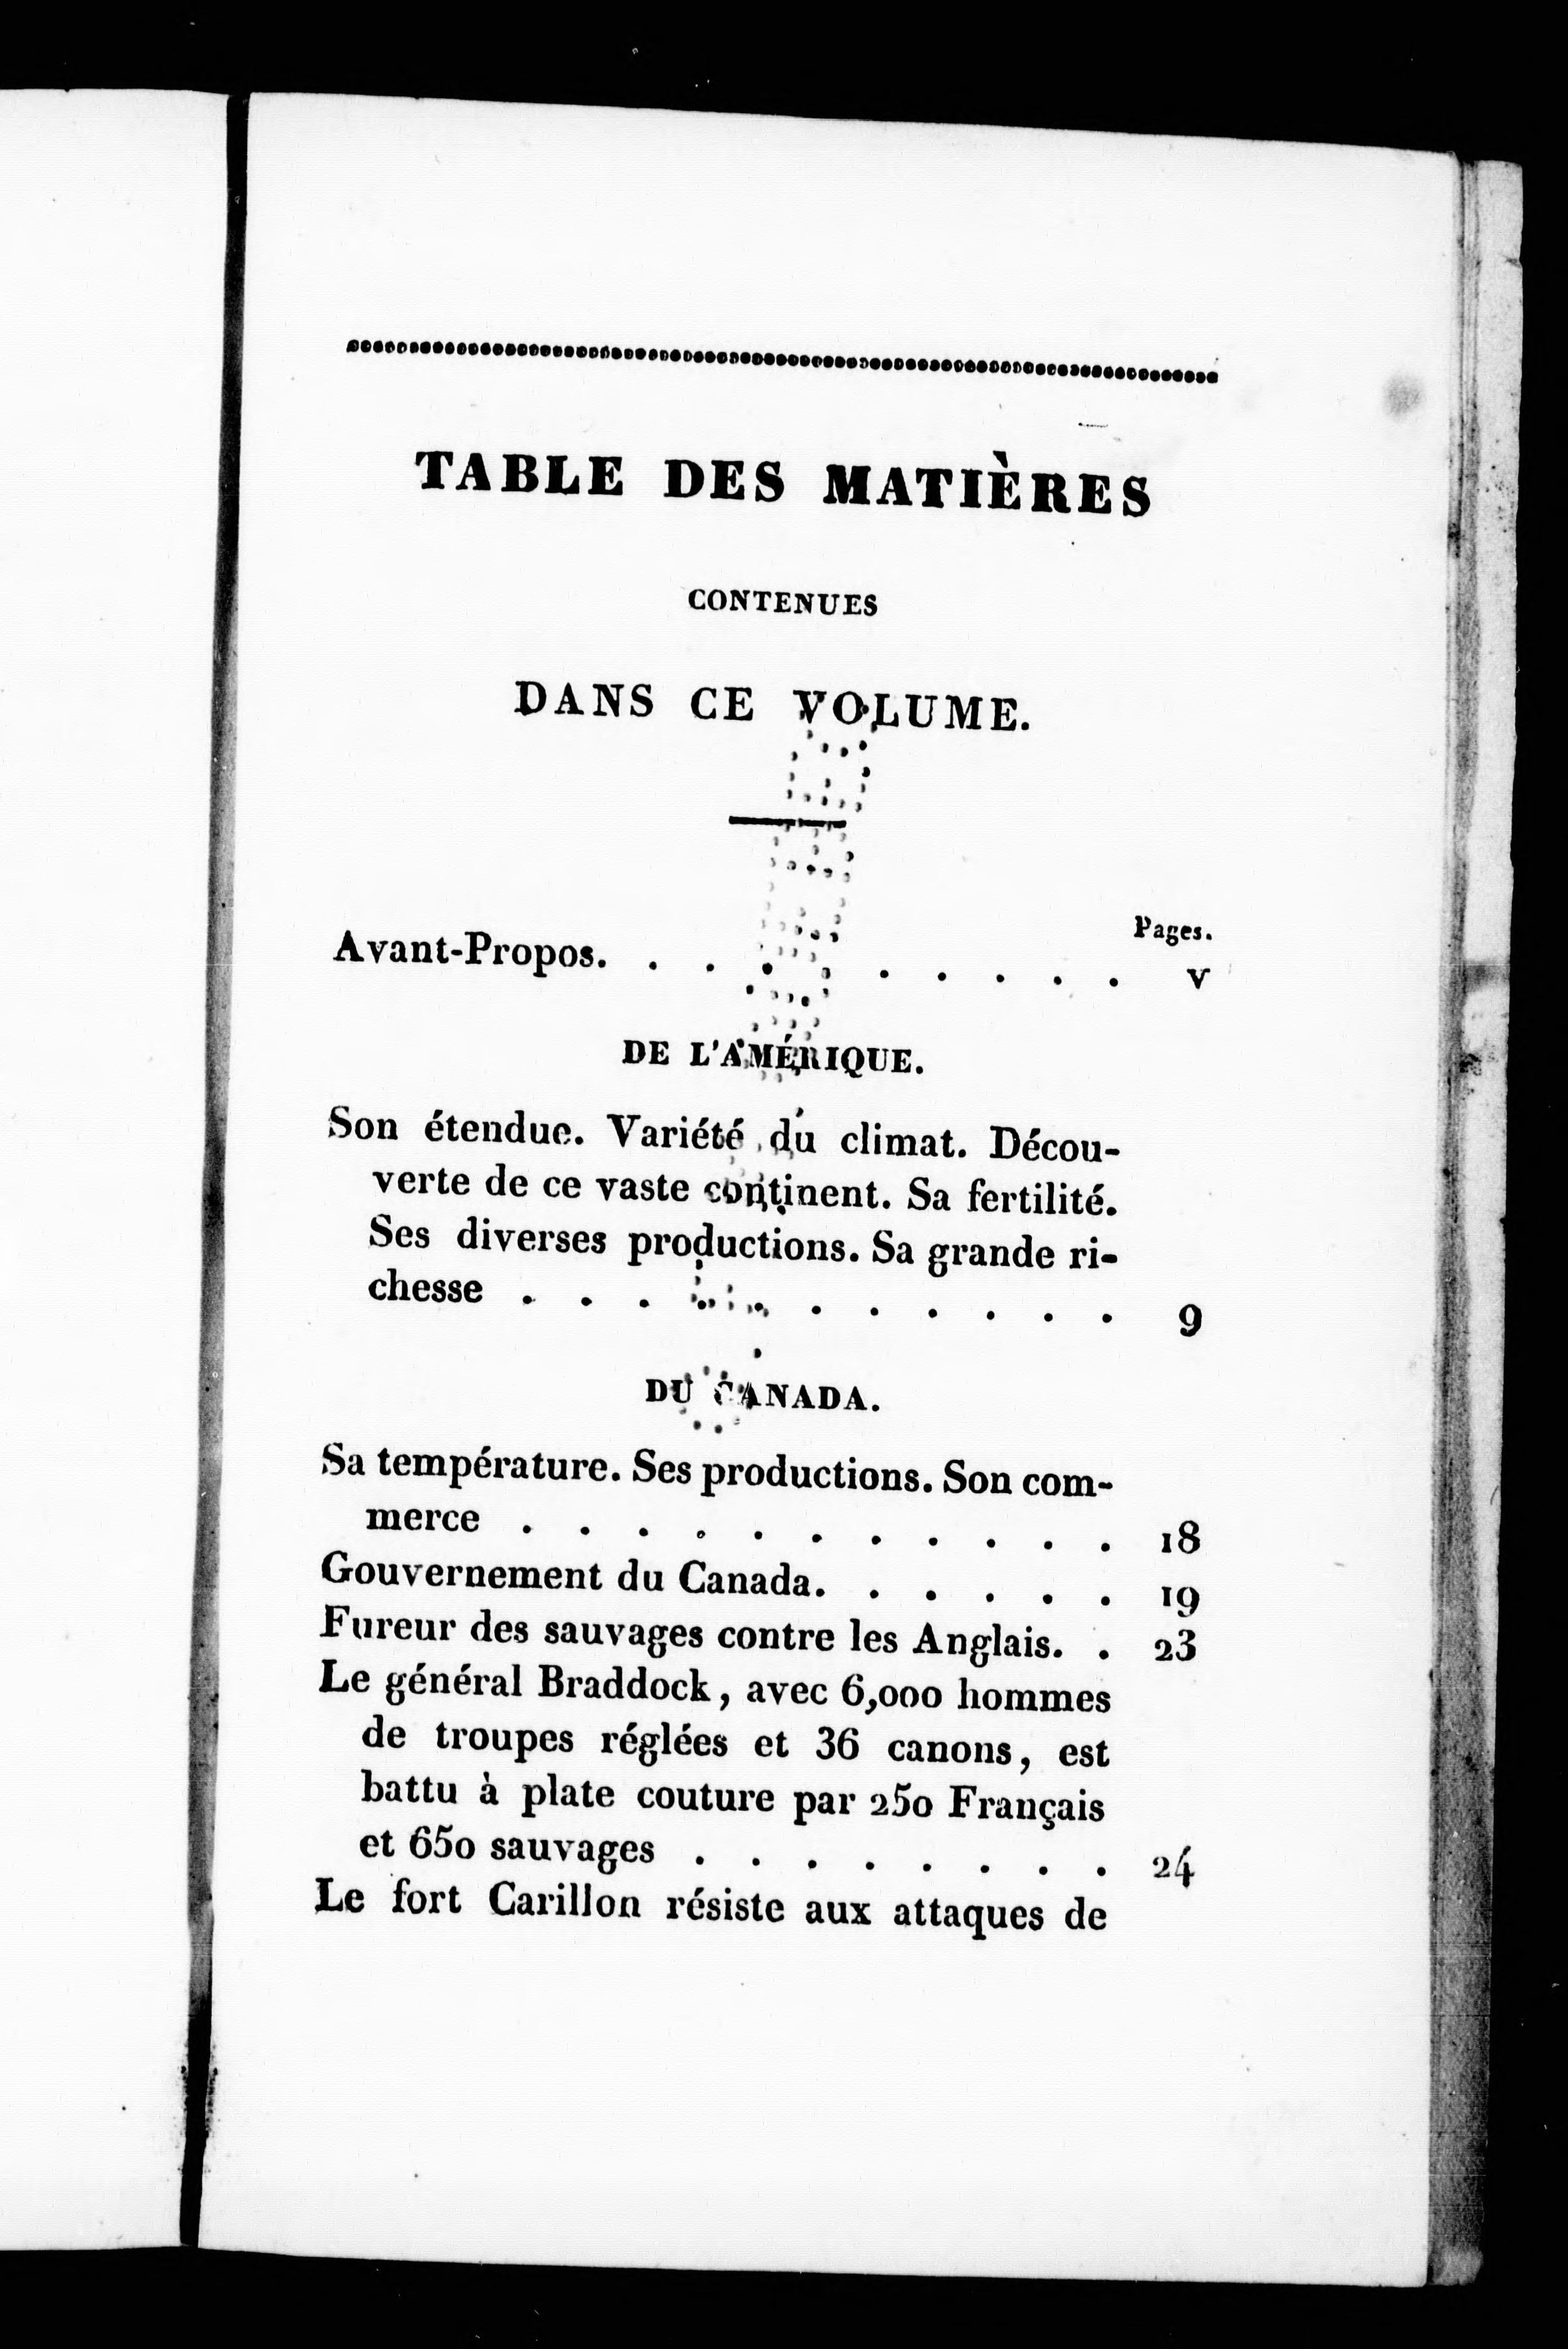 TABLE DES MATIÈRES
CONTENUES
DANS CE VOLUME.
Pages.
Avant-Propos. . . . . . . . . . v
DE L'AMÉRIQUE.
Son étendue. Variété du climat. Décou-
verte de ce vaste continent. Sa fertilité.
Ses diverses productions. Sa grande ri-
chesse . . . . . . . . . . . 9
DU CANADA.
Sa température. Ses productions. Son com-
merce . . . . . . . . . . . 18
Gouvernement du Canada. . . . . . 19
Fureur des sauvages contre les Anglais. . 23
Le général Braddock, avec 6,000 hommes
de troupes réglées et 36 canons, est
battu à plate couture par 250 Français
et 650 sauvages . . . . . . . . 24
Le fort Carillon résiste aux attaques de